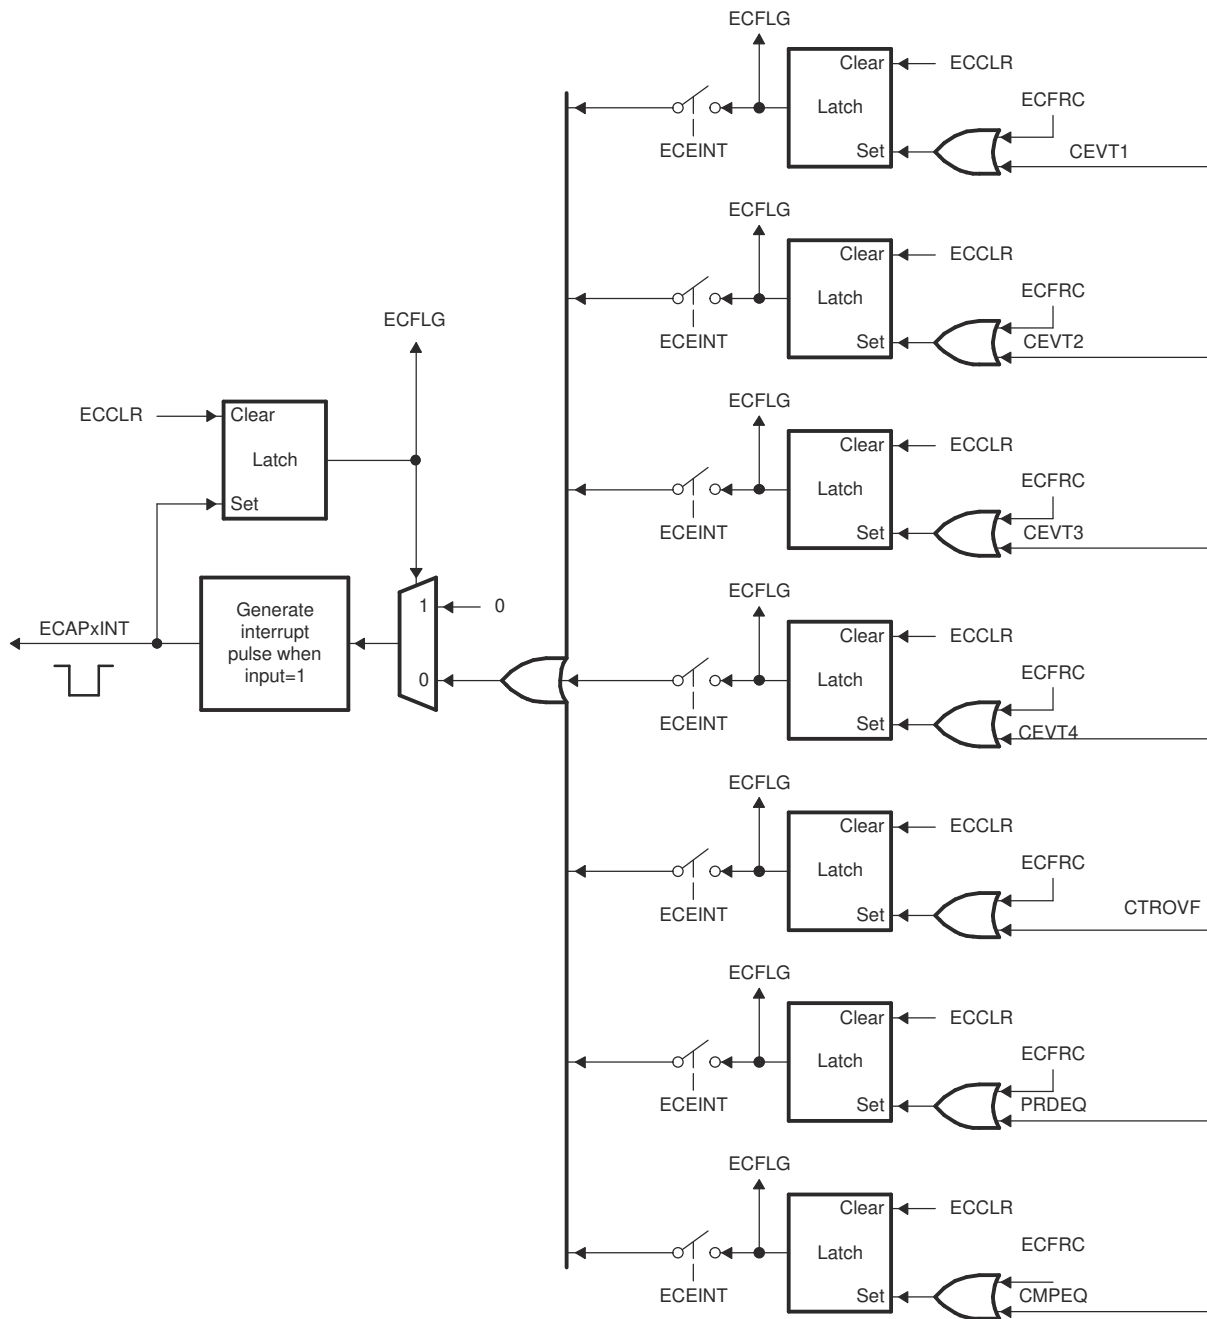 ECFLG
Clear
ECCLR
Latch
ECFRC
ECEINT
Set
CEVT1
ECFLG
Clear
ECCLR
Latch
ECFRC
ECEINT
Set
CEVT2
ECFLG
ECFLG
ECCLR
Clear
Latch
Set
Clear
ECCLR
Latch
ECFRC
ECEINT
Set
CEVT3
ECFLG
ECAPxINT
Generate
interrupt
pulse when
input=1
1
0
0
Clear
ECCLR
Latch
ECFRC
ECEINT
Set
CEVT4
ECFLG
Clear
ECCLR
Latch
ECFRC
ECEINT
Set
CTROVF
ECFLG
Clear
ECCLR
Latch
ECFRC
ECEINT
Set
PRDEQ
ECFLG
Clear
ECCLR
Latch
ECFRC
ECEINT
Set
CMPEQ